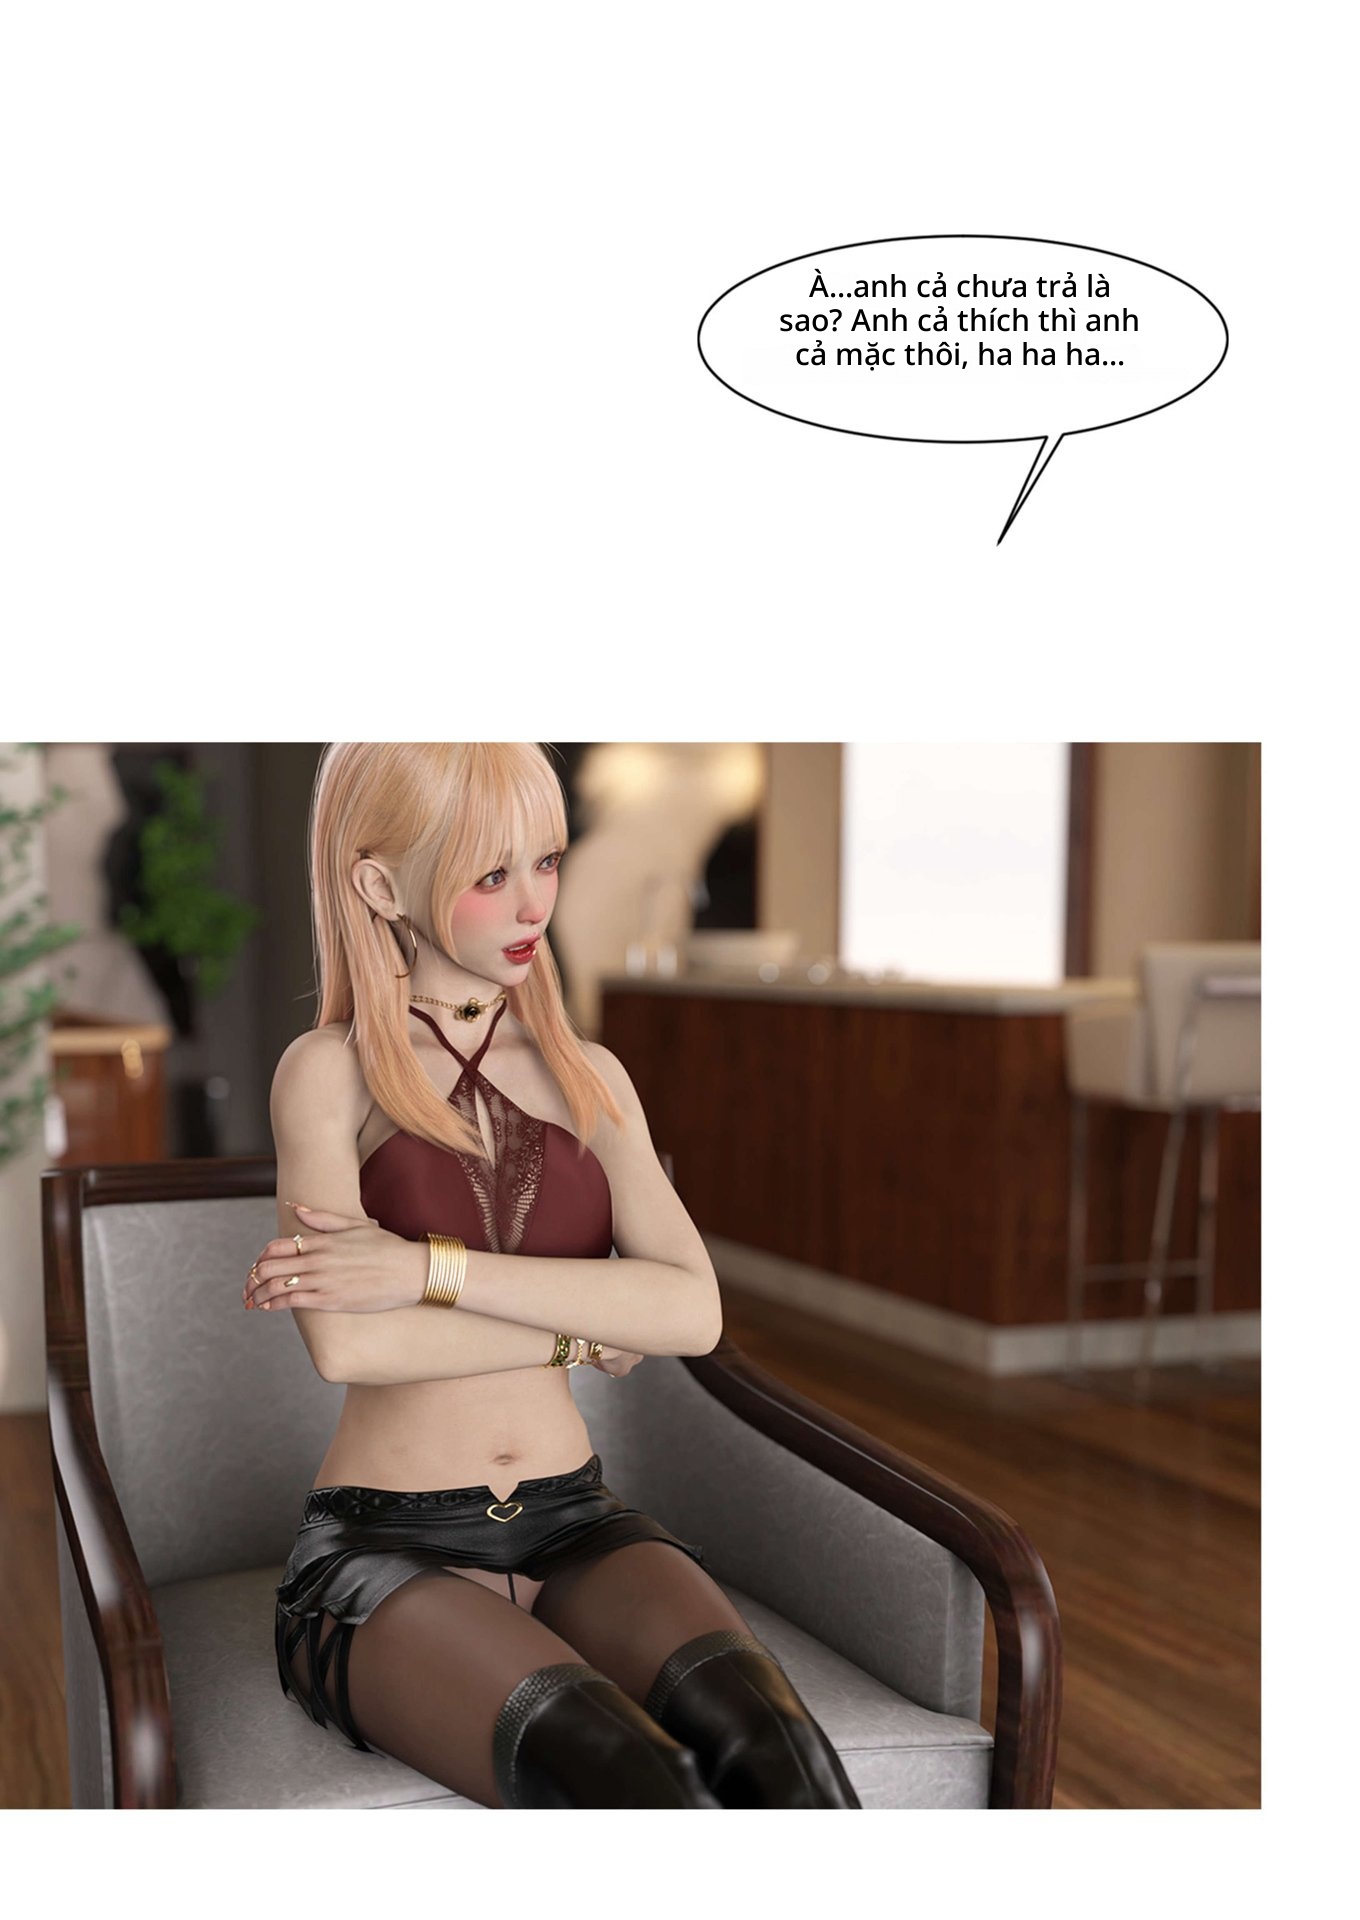 À...anh cả chưa trả là
sao? Anh cả thích thì anh
cả mặc thôi, ha ha ha...